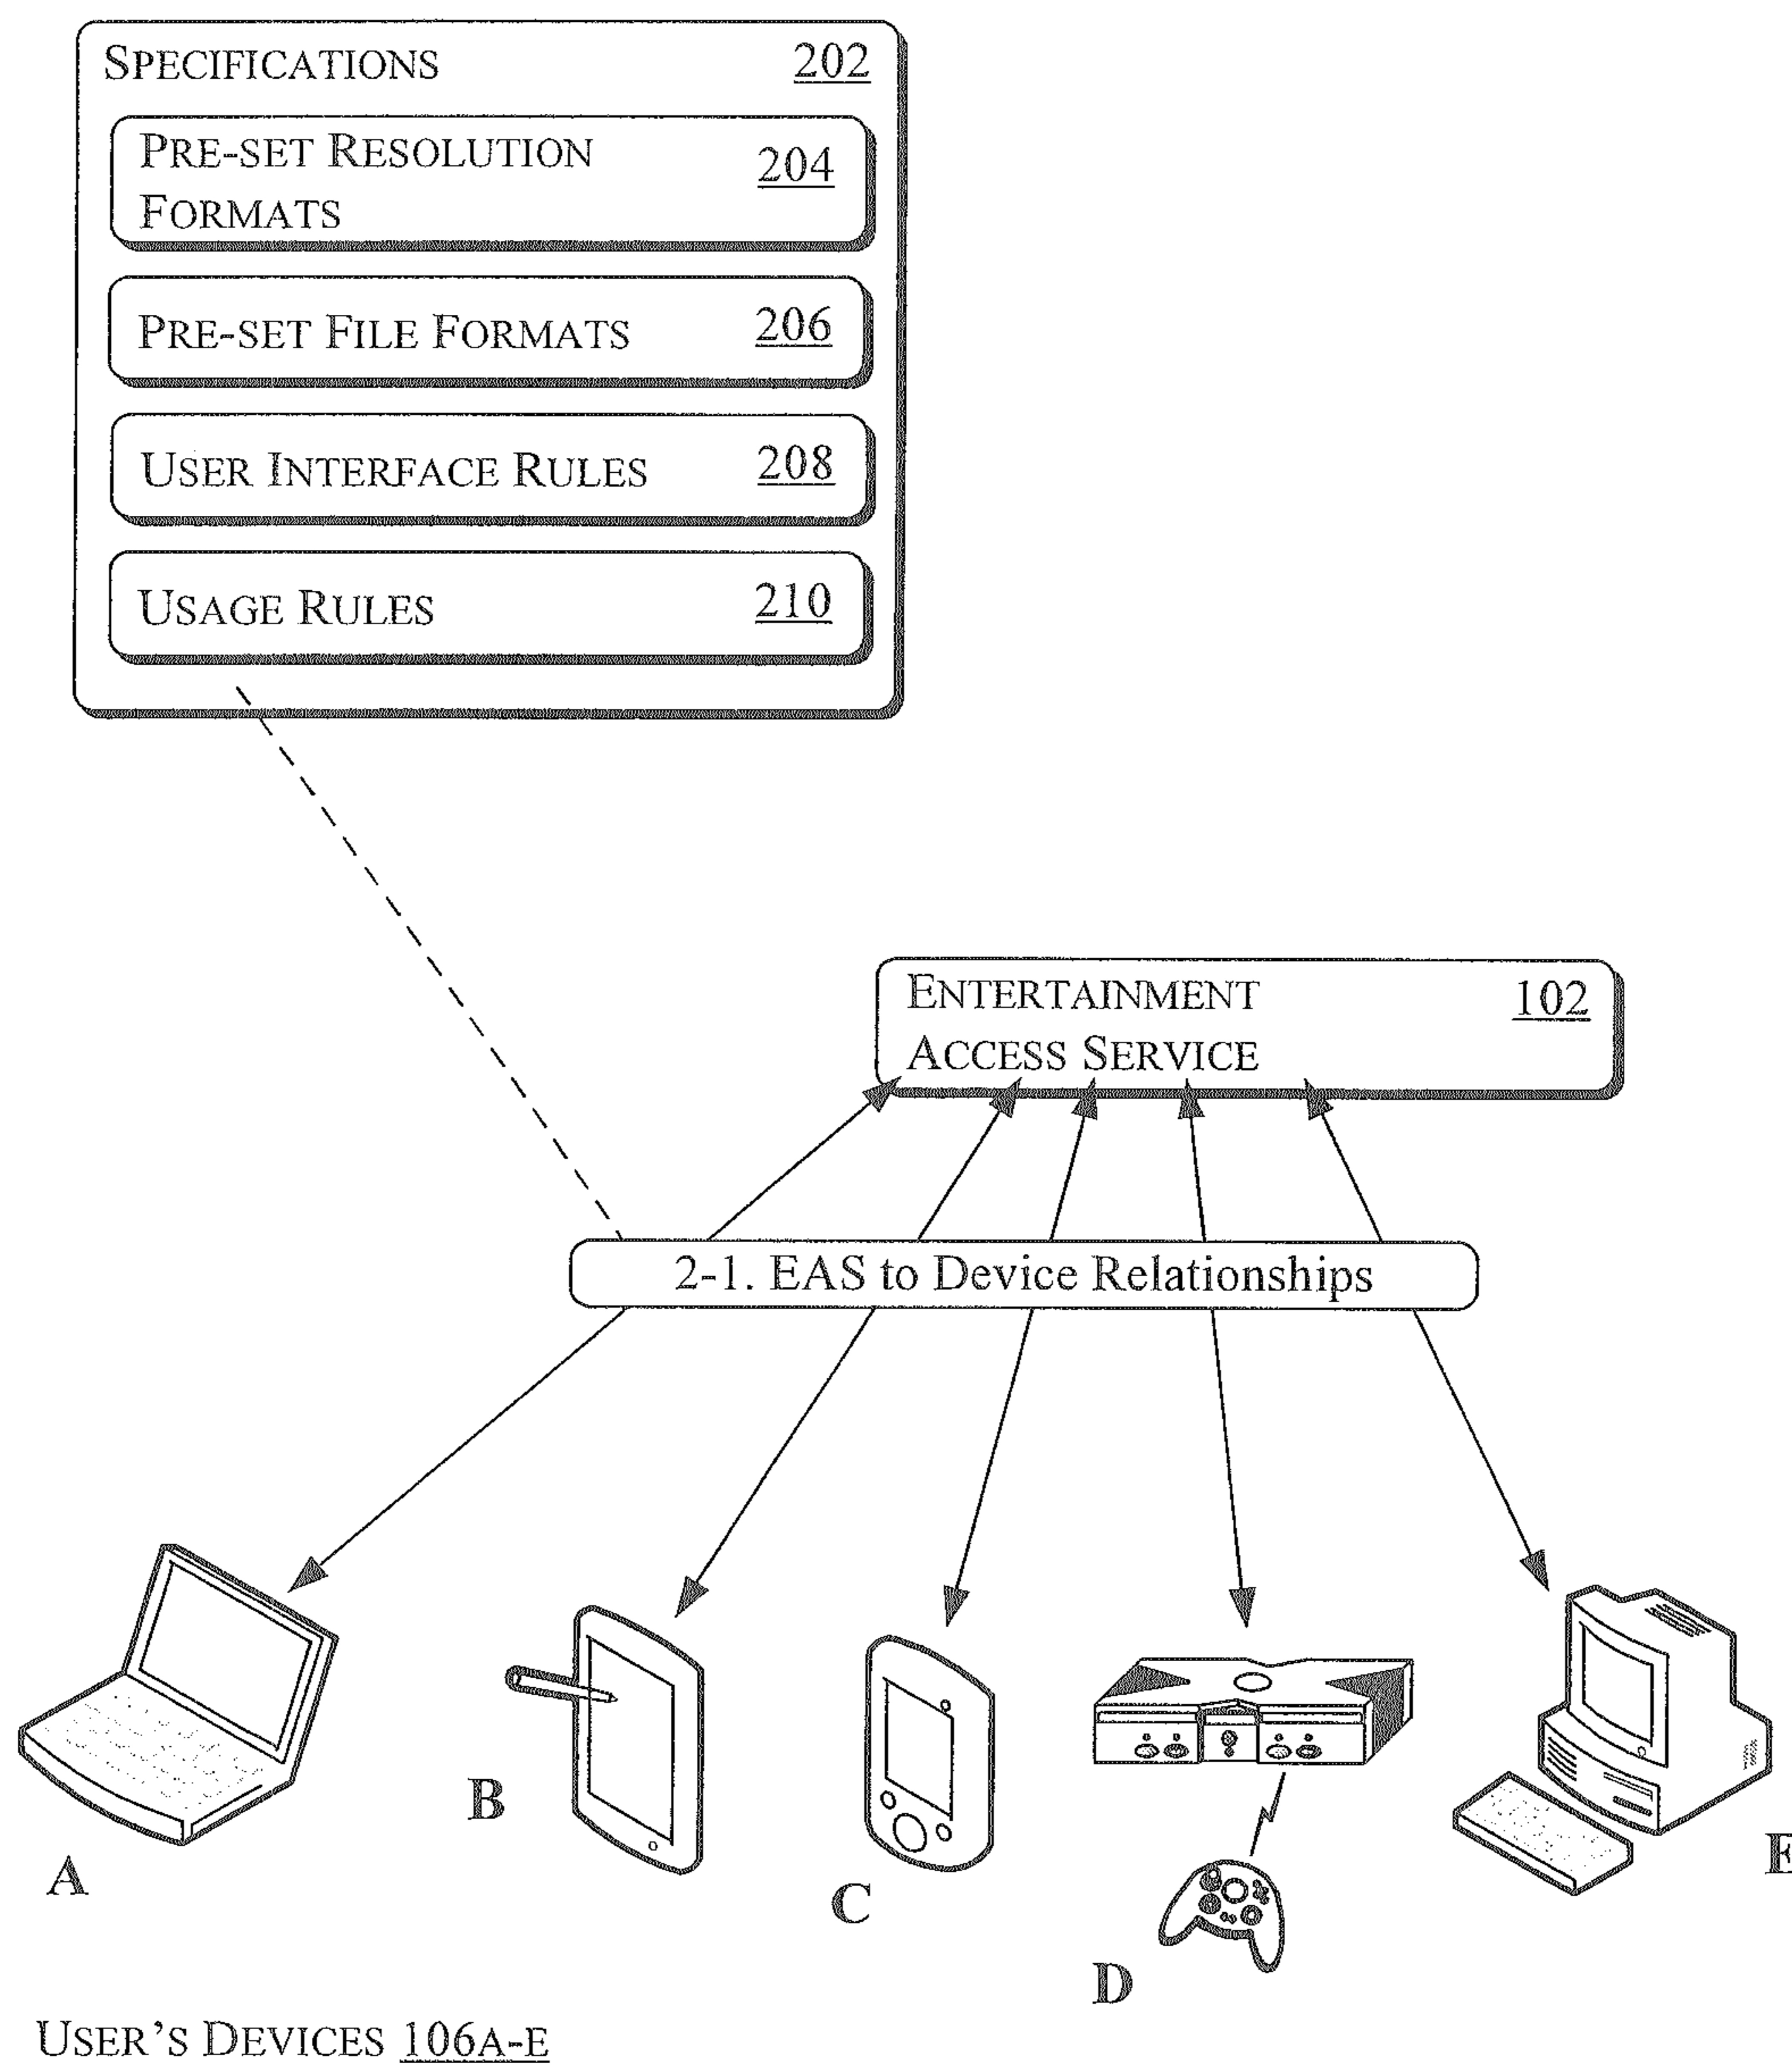 SPECIFICATIONS 202
PRE-SET RESOLUTION 204
FORMATS
PRE-SET FILE FORMATS 206
USER INTERFACE RULES 208
USAGE RULES 210
ENTERTAINMENT 102
ACCESS SERVICE
2-1. EAS to Device Relationships
A
B
C
D
E
USER'S DEVICES 106A-E